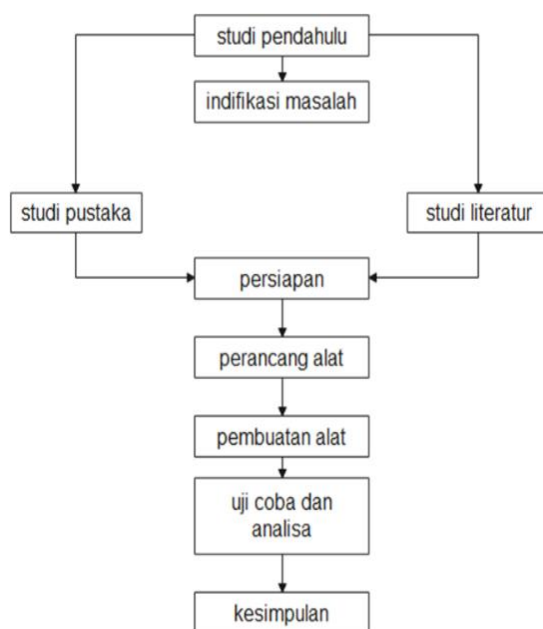 studi pendahulu
indifikasi masalah
studi pustaka
studi literatur
persiapan
perancang alat
pembuatan alat
uji coba dan
analisa
kesimpulan